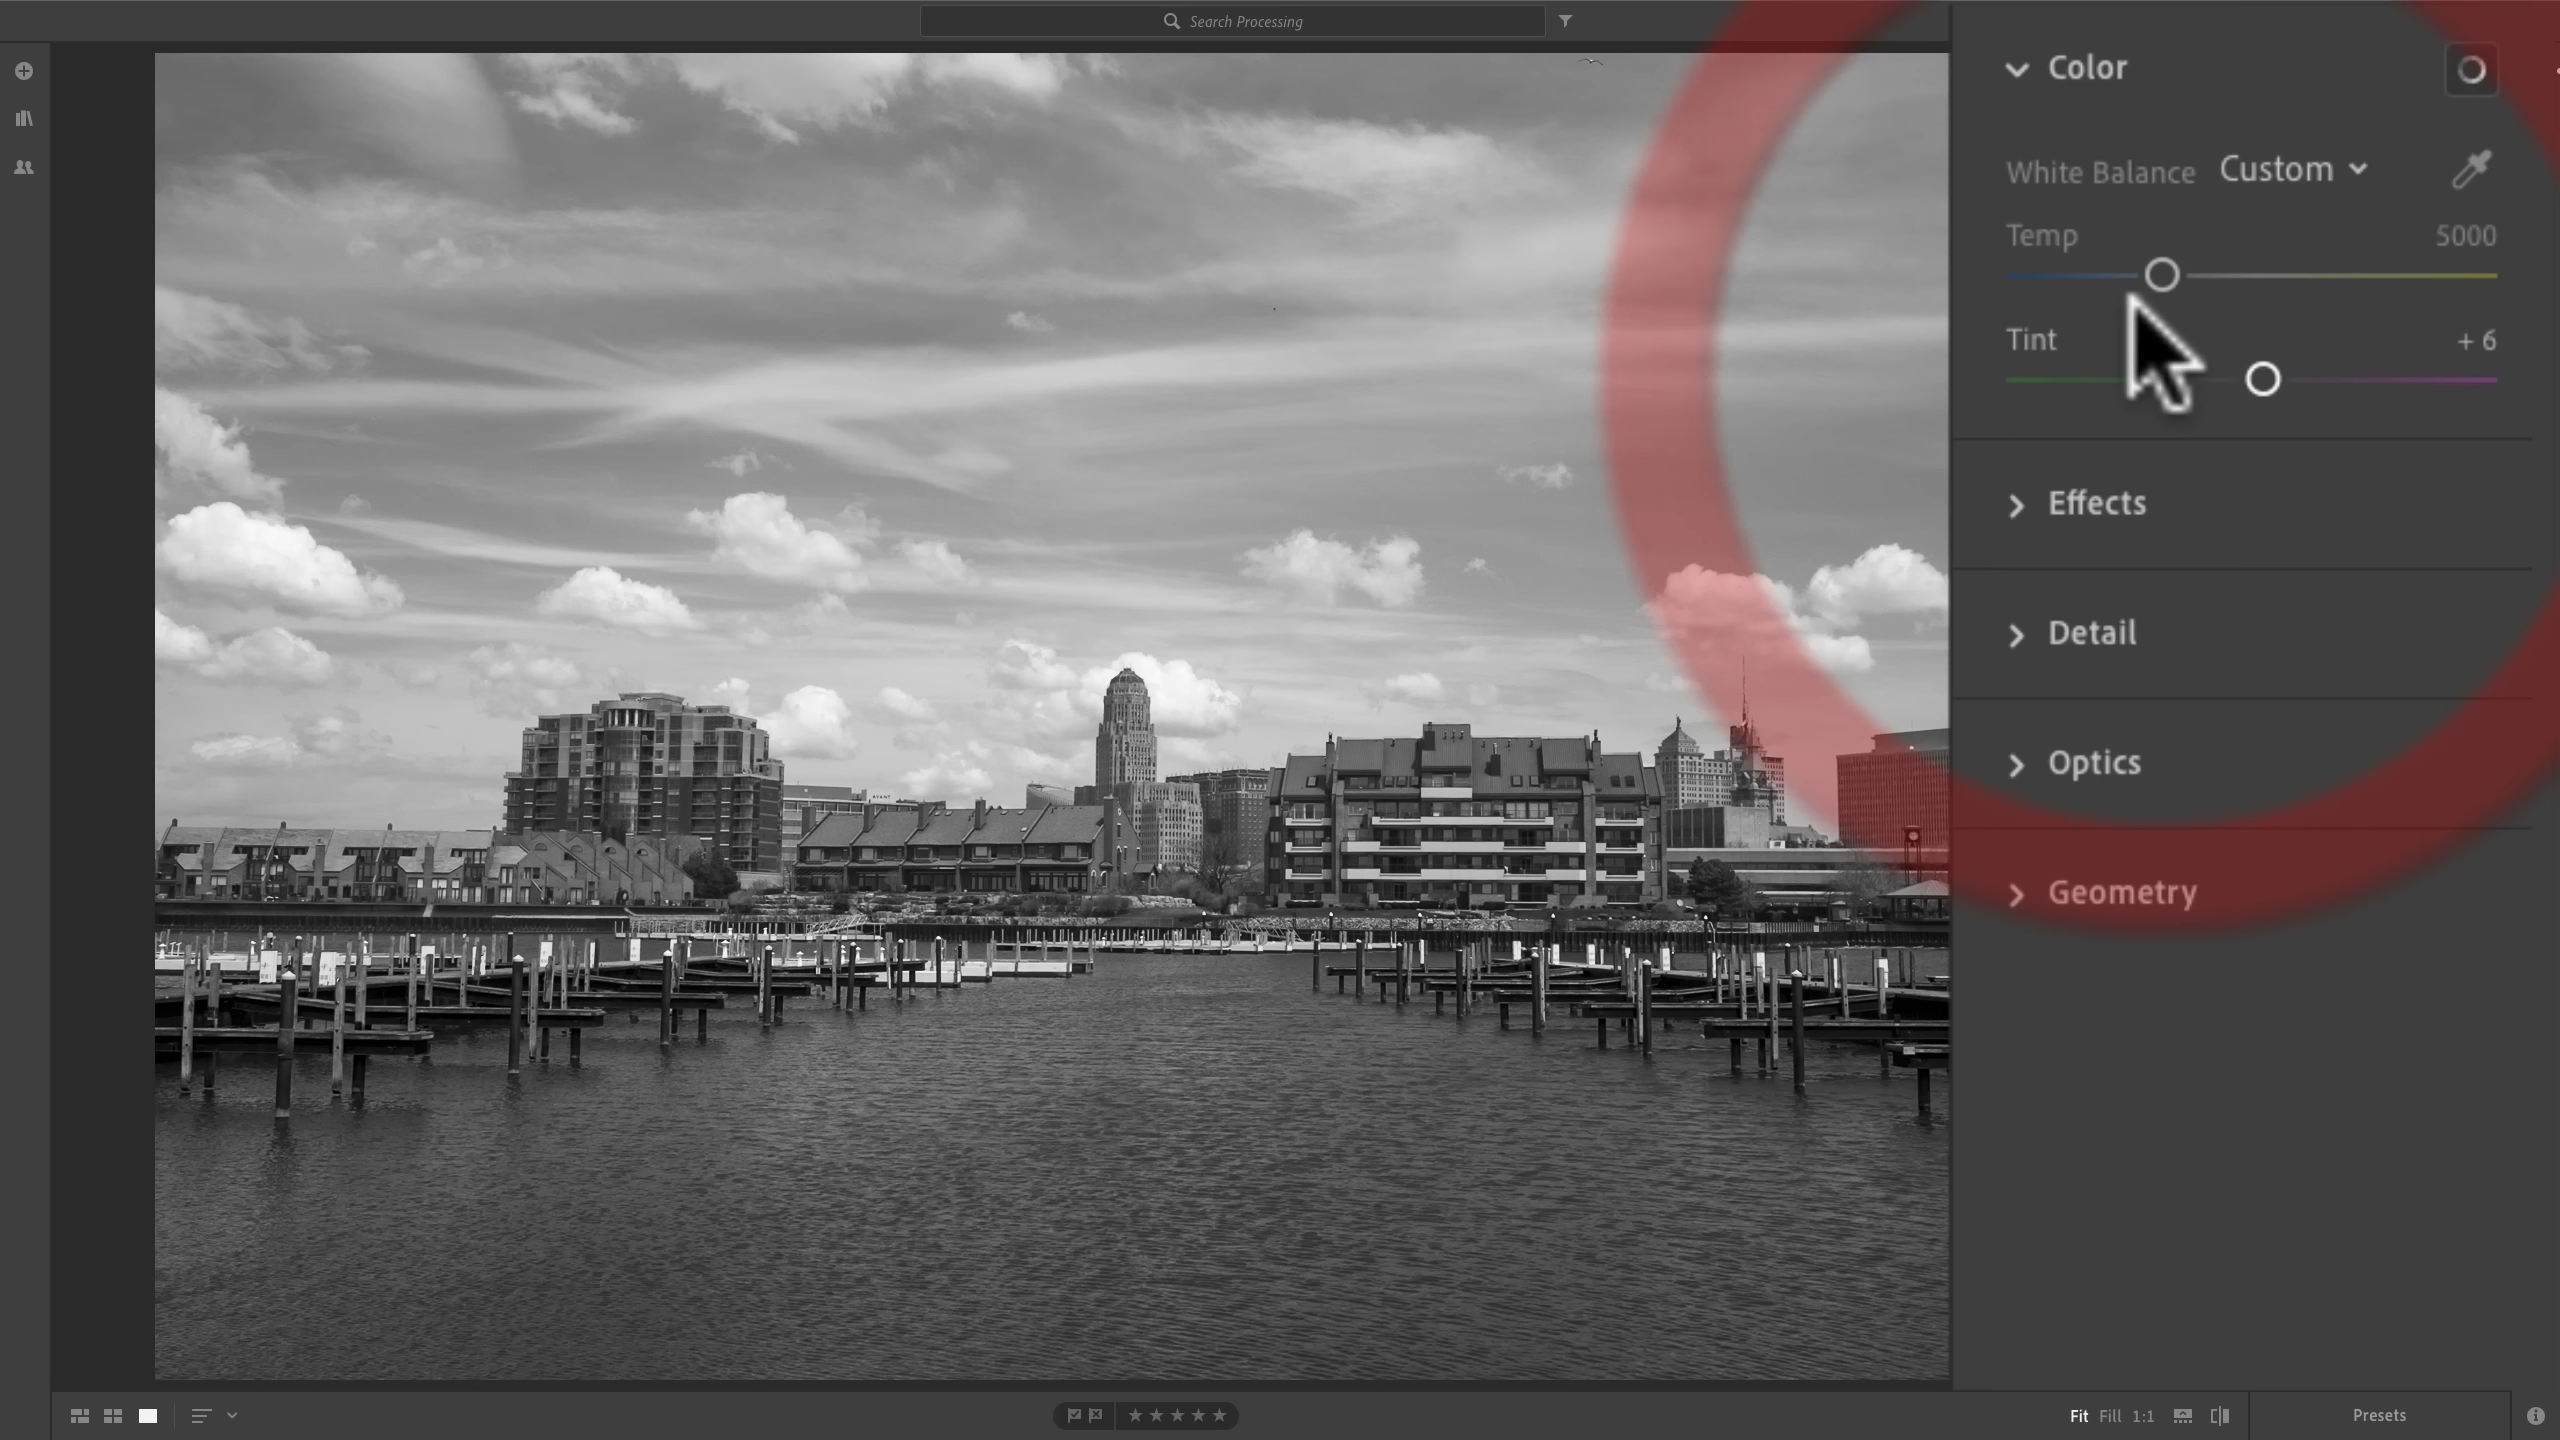 Search Processing
Color
White Balance Custom
Temp 5000
Tint + 6
Effects
Detail
Optics
Geometry
Fit Fill 1:1
Presets